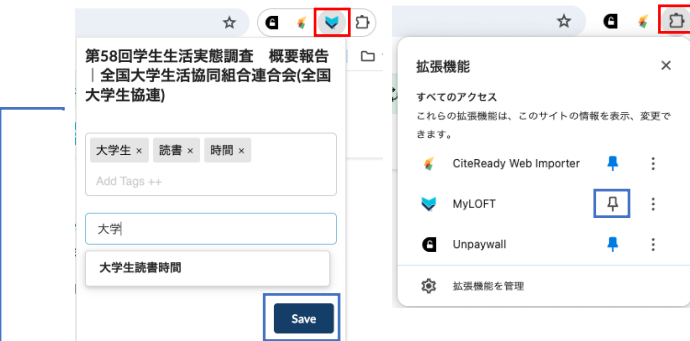 第58回学生生活実態調査　概要報告
｜全国大学生活協同組合連合会(全国
大学生協連)
大学生 × 読書 × 時間 ×
Add Tags ++
大学
大学生読書時間
Save
拡張機能
すべてのアクセス
これらの拡張機能は、このサイトの情報を表示、変更で
きます。
CiteReady Web Importer
MyLOFT
Unpaywall
拡張機能を管理